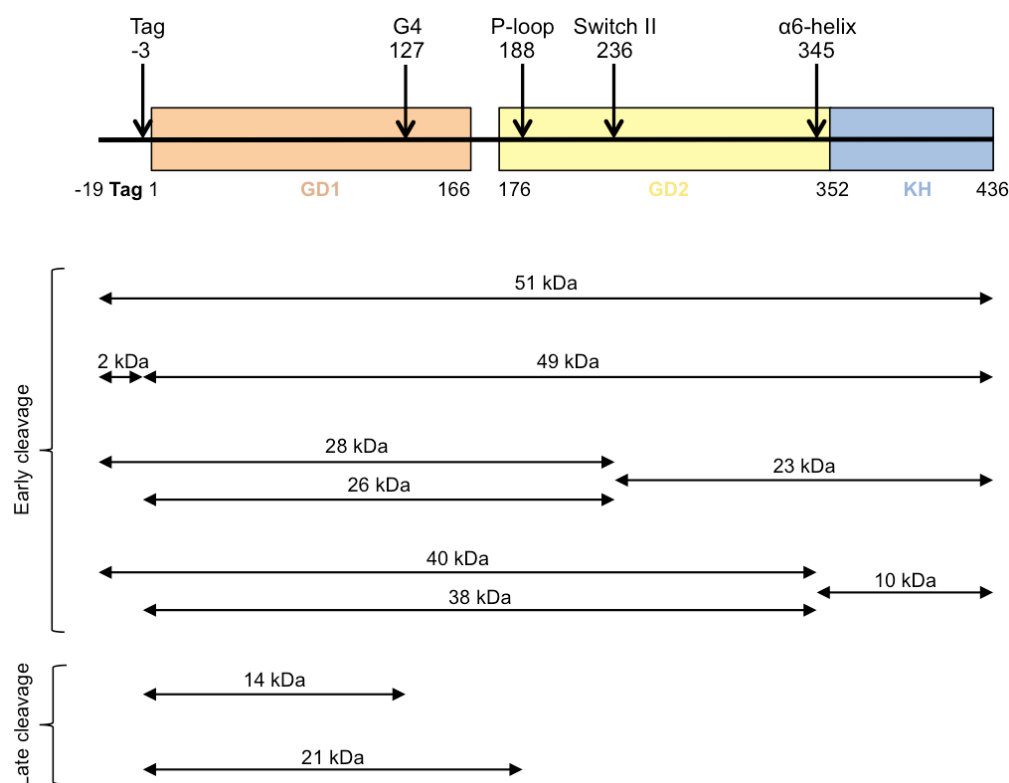 Tag G4 P-loop Switch II α6-helix
-3 127 188 236 345
-19 Tag 1 GD1 166 176 GD2 352 KH 436
Early cleavage
51 kDa
2 kDa 49 kDa
28 kDa
23 kDa
26 kDa
40 kDa
10 kDa
38 kDa
Late cleavage
14 kDa
21 kDa